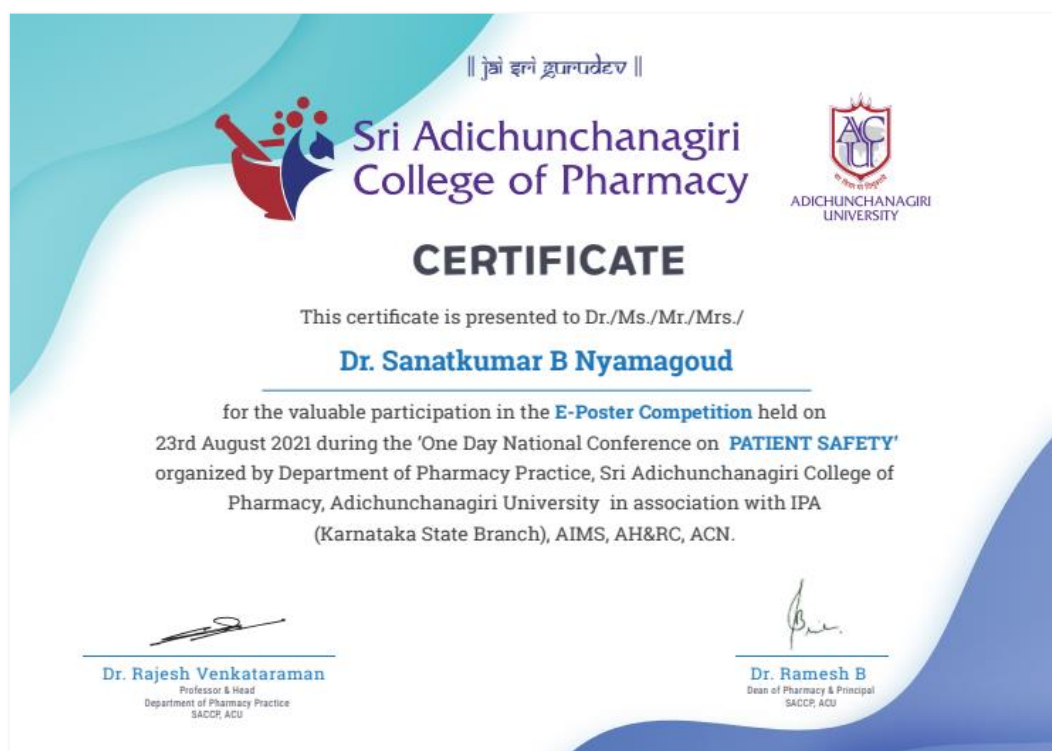 || jai sri gurudev ||
Sri Adichunchanagiri
College of Pharmacy
ACU
ADICHUNCHANAGIRI
UNIVERSITY
CERTIFICATE
This certificate is presented to Dr./Ms./Mr./Mrs./
Dr. Sanatkumar B Nyamagoud
for the valuable participation in the E-Poster Competition held on
23rd August 2021 during the ‘One Day National Conference on PATIENT SAFETY’
organized by Department of Pharmacy Practice, Sri Adichunchanagiri College of
Pharmacy, Adichunchanagiri University in association with IPA
(Karnataka State Branch), AIMS, AH&RC, ACN.
Dr. Rajesh Venkataraman
Professor & Head
Department of Pharmacy Practice
SACCP, ACU
Dr. Ramesh B
Dean of Pharmacy & Principal
SACCP, ACU